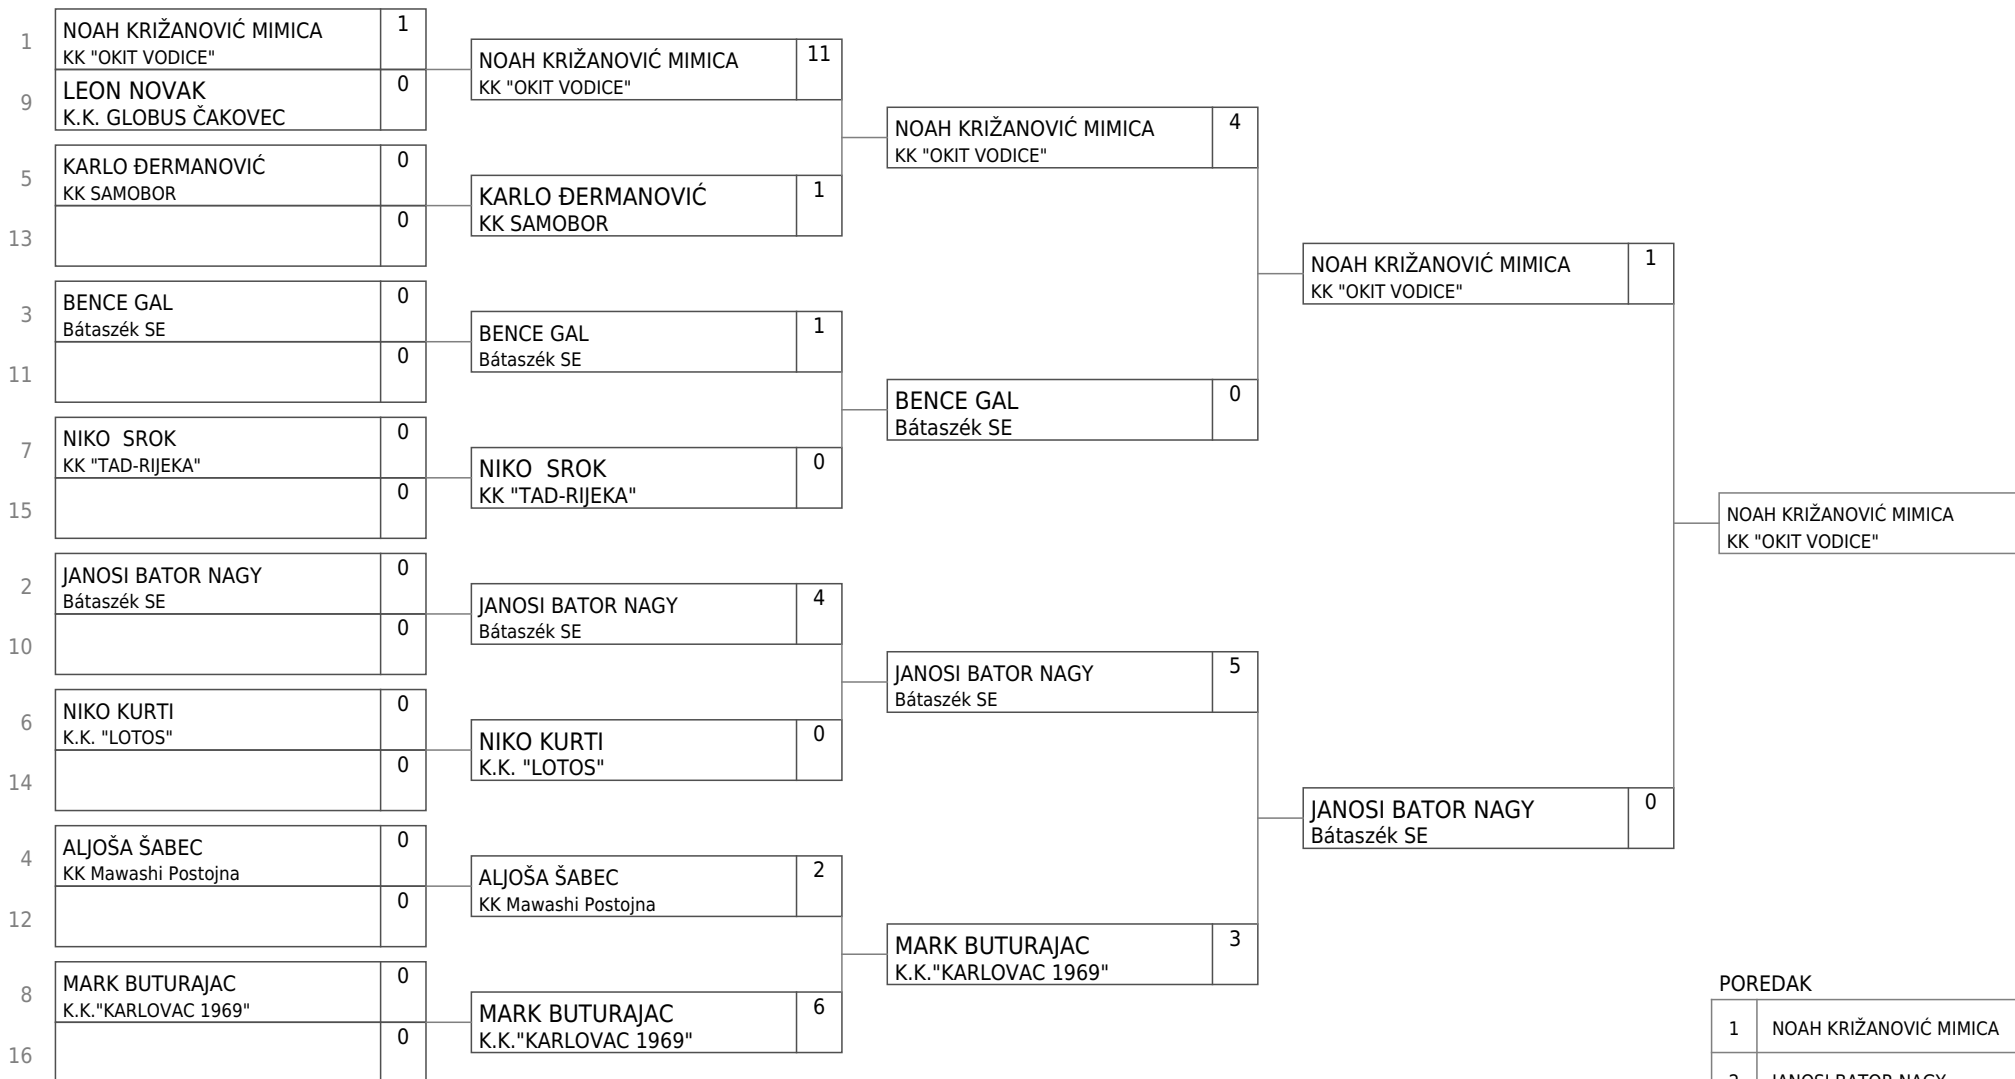 1
NOAH KRIŽANOVIĆ MIMICA 1
KK "OKIT VODICE"
9
LEON NOVAK 0
K.K. GLOBUS ČAKOVEC
5
KARLO ĐERMANOVIĆ 0
KK SAMOBOR
13
0
3
BENCE GAL 0
Bátaszék SE
11
0
7
NIKO SROK 0
KK "TAD-RIJEKA"
15
0
2
JANOSI BATOR NAGY 0
Bátaszék SE
10
0
6
NIKO KURTI 0
K.K. "LOTOS"
14
0
4
ALJOŠA ŠABEC 0
KK Mawashi Postojna
12
0
8
MARK BUTURAJAC 0
K.K."KARLOVAC 1969"
16
0
NOAH KRIŽANOVIĆ MIMICA 11
KK "OKIT VODICE"
KARLO ĐERMANOVIĆ 1
KK SAMOBOR
BENCE GAL 1
Bátaszék SE
NIKO SROK 0
KK "TAD-RIJEKA"
JANOSI BATOR NAGY 4
Bátaszék SE
NIKO KURTI 0
K.K. "LOTOS"
ALJOŠA ŠABEC 2
KK Mawashi Postojna
MARK BUTURAJAC 6
K.K."KARLOVAC 1969"
NOAH KRIŽANOVIĆ MIMICA 4
KK "OKIT VODICE"
BENCE GAL 0
Bátaszék SE
JANOSI BATOR NAGY 5
Bátaszék SE
MARK BUTURAJAC 3
K.K."KARLOVAC 1969"
NOAH KRIŽANOVIĆ MIMICA 1
KK "OKIT VODICE"
JANOSI BATOR NAGY 0
Bátaszék SE
NOAH KRIŽANOVIĆ MIMICA
KK "OKIT VODICE"
POREDAK
1 NOAH KRIŽANOVIĆ MIMICA
2 JANOSI BATOR NAGY